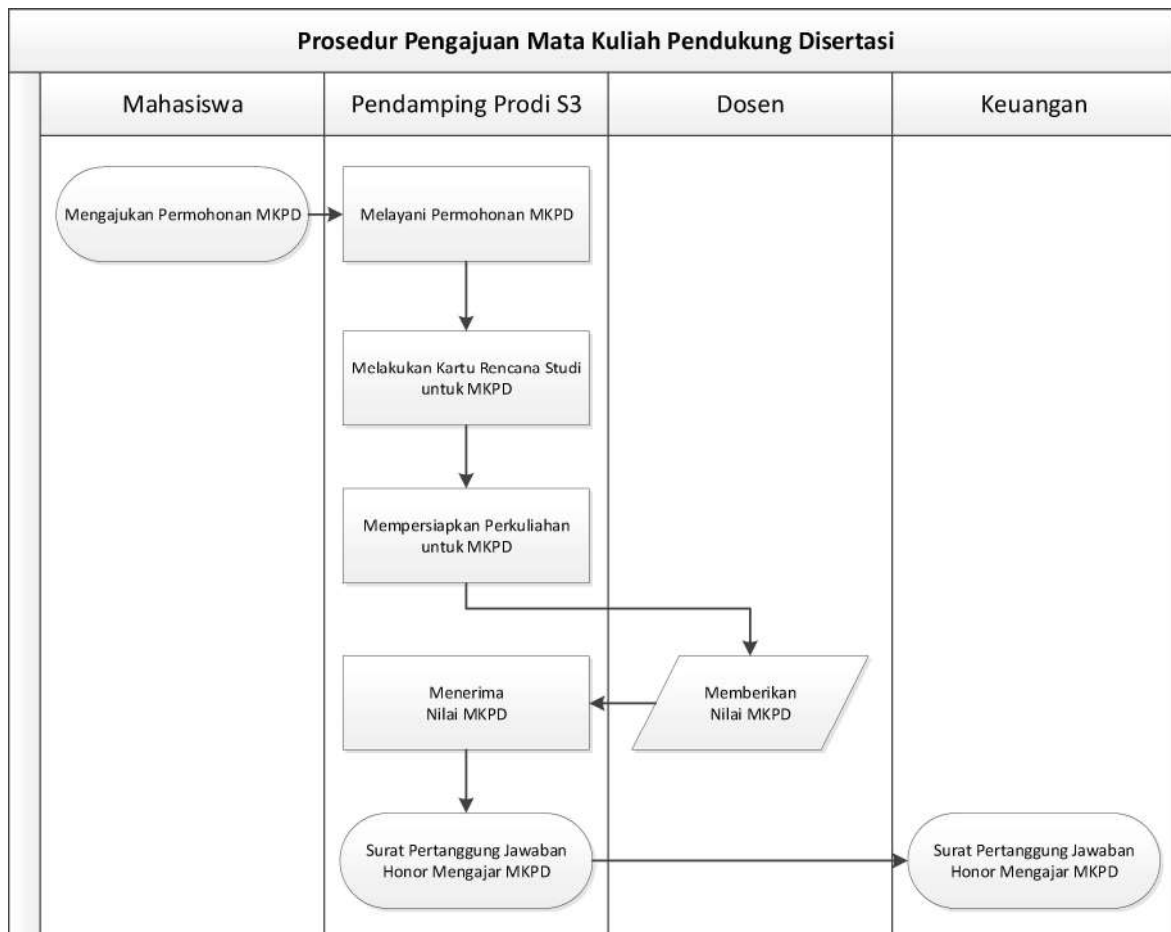 Prosedur Pengajuan Mata Kuliah Pendukung Disertasi
Mahasiswa
Pendamping Prodi S3
Dosen
Keuangan
Mengajukan Permohonan MKPD
Melayani Permohonan MKPD
Melakukan Kartu Rencana Studi
untuk MKPD
Mempersiapkan Perkuliahan
untuk MKPD
Menerima
Nilai MKPD
Memberikan
Nilai MKPD
Surat Pertanggung Jawaban
Honor Mengajar MKPD
Surat Pertanggung Jawaban
Honor Mengajar MKPD